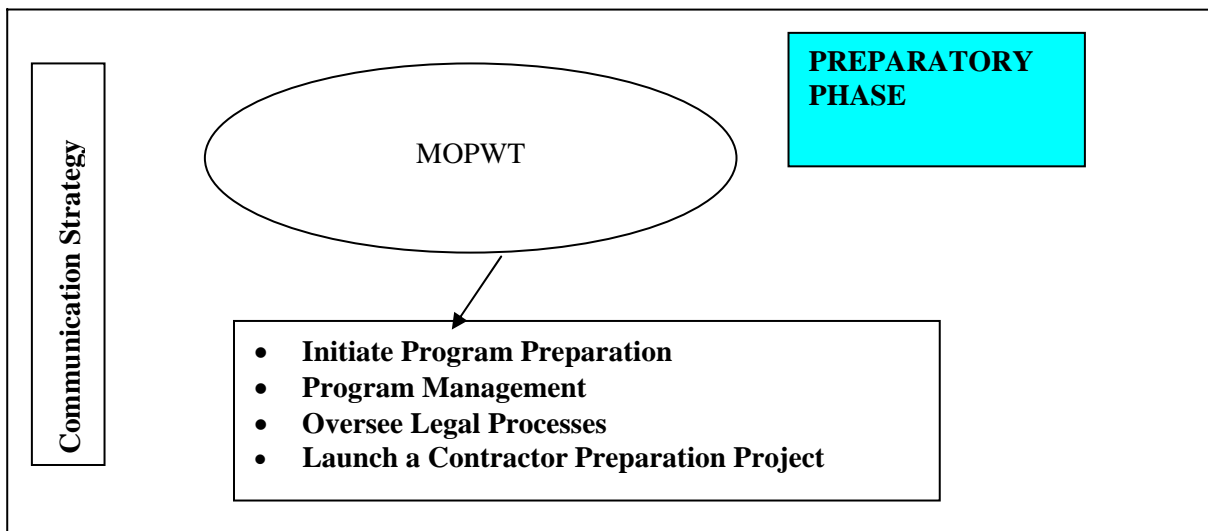 PREPARATORY
PHASE
MOPWT
Communication Strategy
• Initiate Program Preparation
• Program Management
• Oversee Legal Processes
• Launch a Contractor Preparation Project